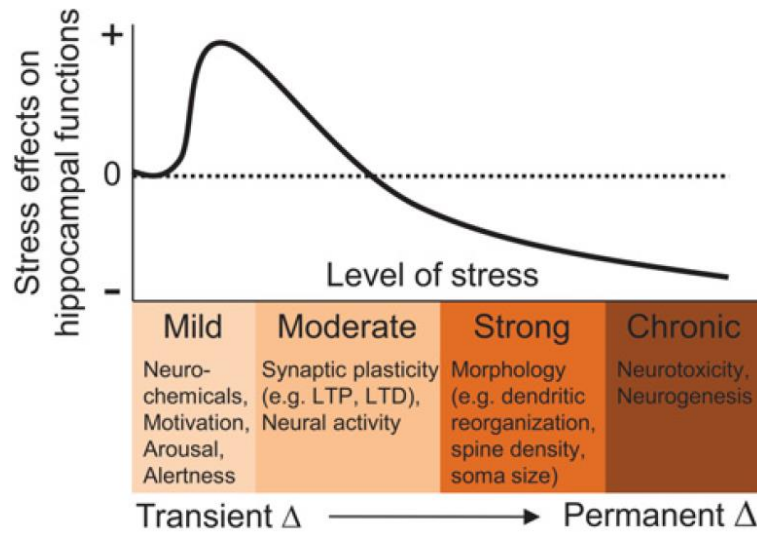 Stress effects on
hippocampal functions
+
0
-
Level of stress
Mild
Neuro-
chemicals,
Motivation,
Arousal,
Alertness
Moderate
Synaptic plasticity
(e.g. LTP, LTD),
Neural activity
Strong
Morphology
(e.g. dendritic
reorganization,
spine density,
soma size)
Chronic
Neurotoxicity,
Neurogenesis
Transient Δ
Permanent Δ